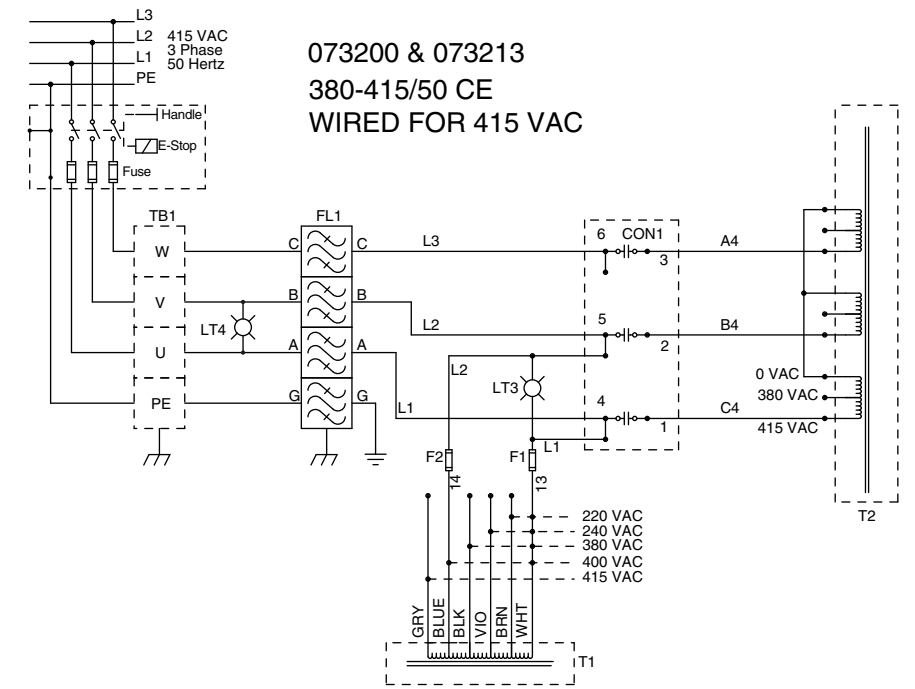 L3
L2
L1
PE
415 VAC
3 Phase
50 Hertz
073200 & 073213
380-415/50 CE
WIRED FOR 415 VAC
Handle
E-Stop
Fuse
TB1
FL1
W
C
C
L3
6
CON1
3
A4
V
B
B
L2
5
2
B4
LT4
U
A
A
L2
LT3
0 VAC
380 VAC
415 VAC
PE
G
G
L1
4
1
C4
L1
F2
F1
14
13
T2
220 VAC
240 VAC
380 VAC
400 VAC
415 VAC
GRY
BLUE
BLK
VIO
BRN
WHT
T1